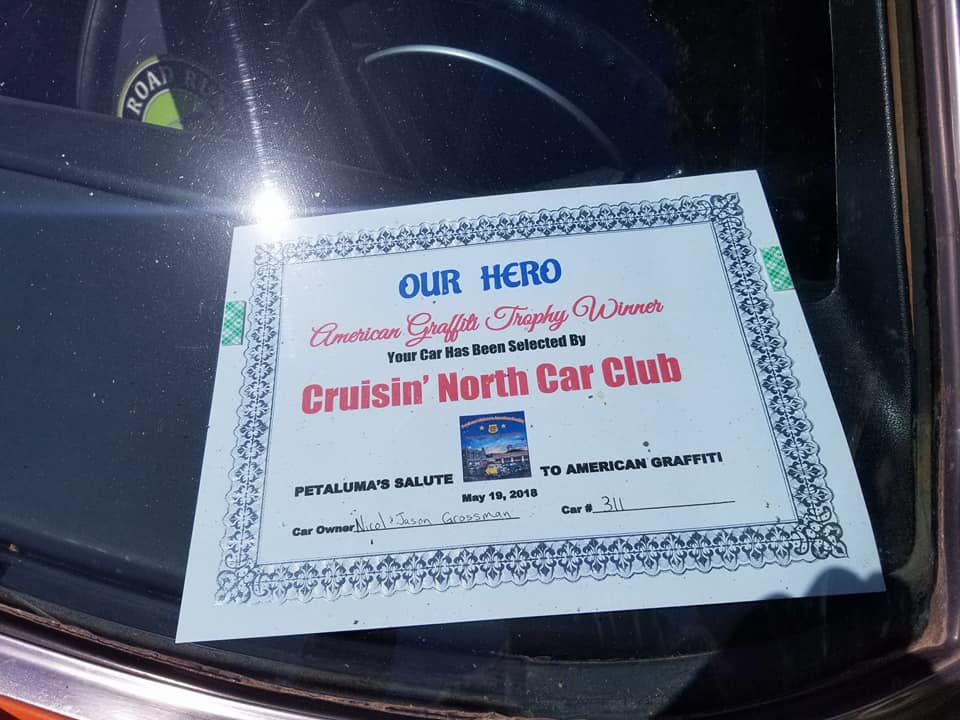 ROAD RU
OUR HERO
American Graffiti Trophy Winner
Your Car Has Been Selected By
Cruisin' North Car Club
PETALUMA'S SALUTE TO AMERICAN GRAFFITI
May 19, 2018
Car Owner Nicol & Jason Grossman Car # 311